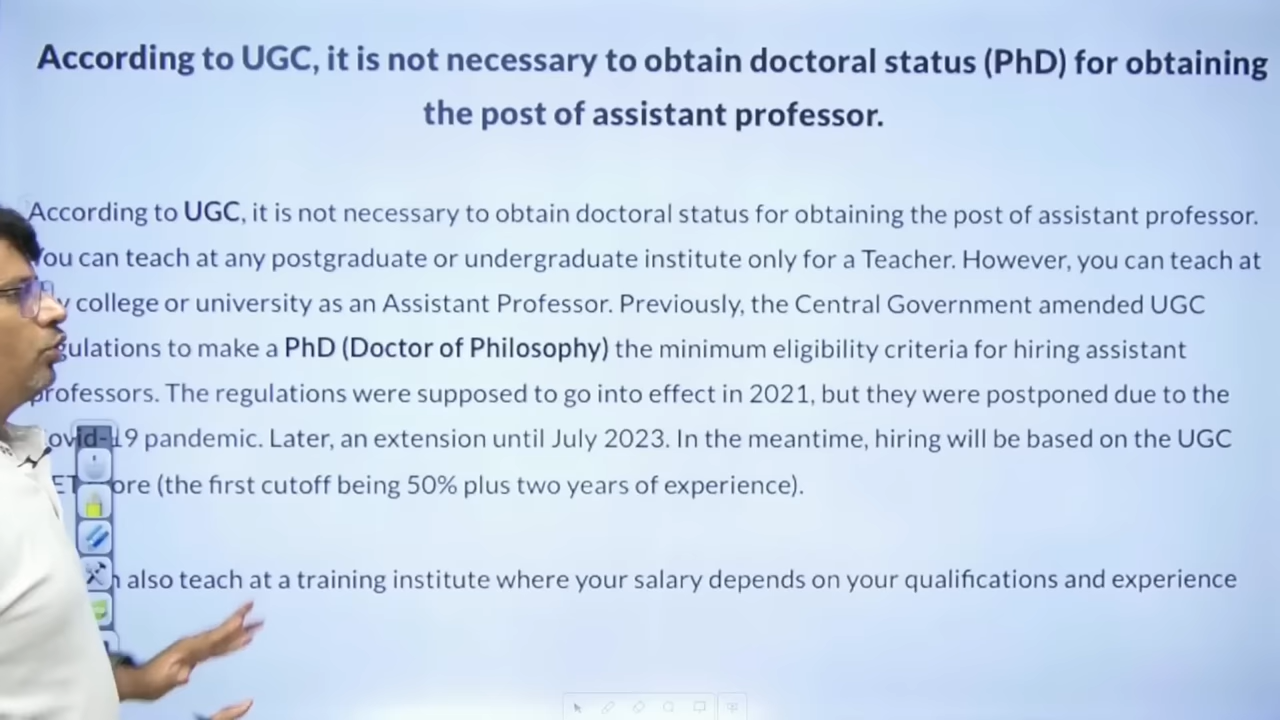 According to UGC, it is not necessary to obtain doctoral status (PhD) for obtaining
the post of assistant professor.
According to UGC, it is not necessary to obtain doctoral status for obtaining the post of assistant professor.
You can teach at any postgraduate or undergraduate institute only for a Teacher. However, you can teach at
college or university as an Assistant Professor. Previously, the Central Government amended UGC
gulations to make a PhD (Doctor of Philosophy) the minimum eligibility criteria for hiring assistant
professors. The regulations were supposed to go into effect in 2021, but they were postponed due to the
ovid-19 pandemic. Later, an extension until July 2023. In the meantime, hiring will be based on the UGC
ET ore (the first cutoff being 50% plus two years of experience).
also teach at a training institute where your salary depends on your qualifications and experience